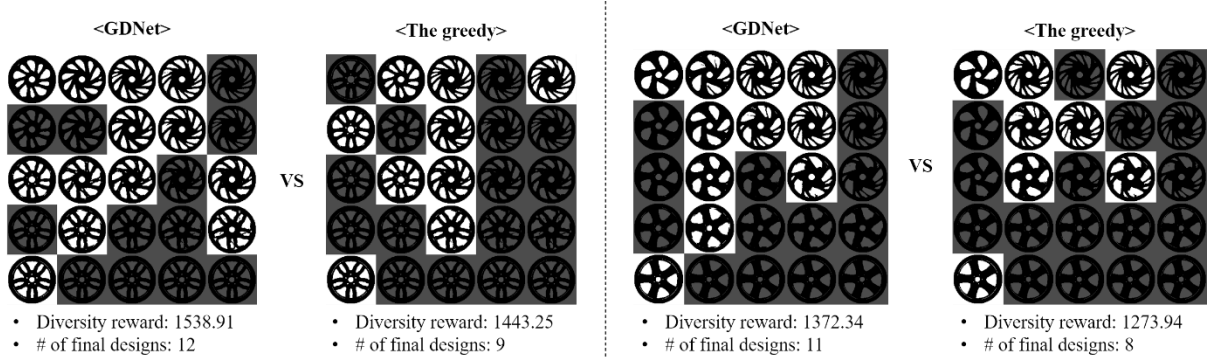 <GDNet>
<The greedy>
<GDNet>
<The greedy>
VS
VS
• Diversity reward: 1538.91
• # of final designs: 12
• Diversity reward: 1443.25
• # of final designs: 9
• Diversity reward: 1372.34
• # of final designs: 11
• Diversity reward: 1273.94
• # of final designs: 8